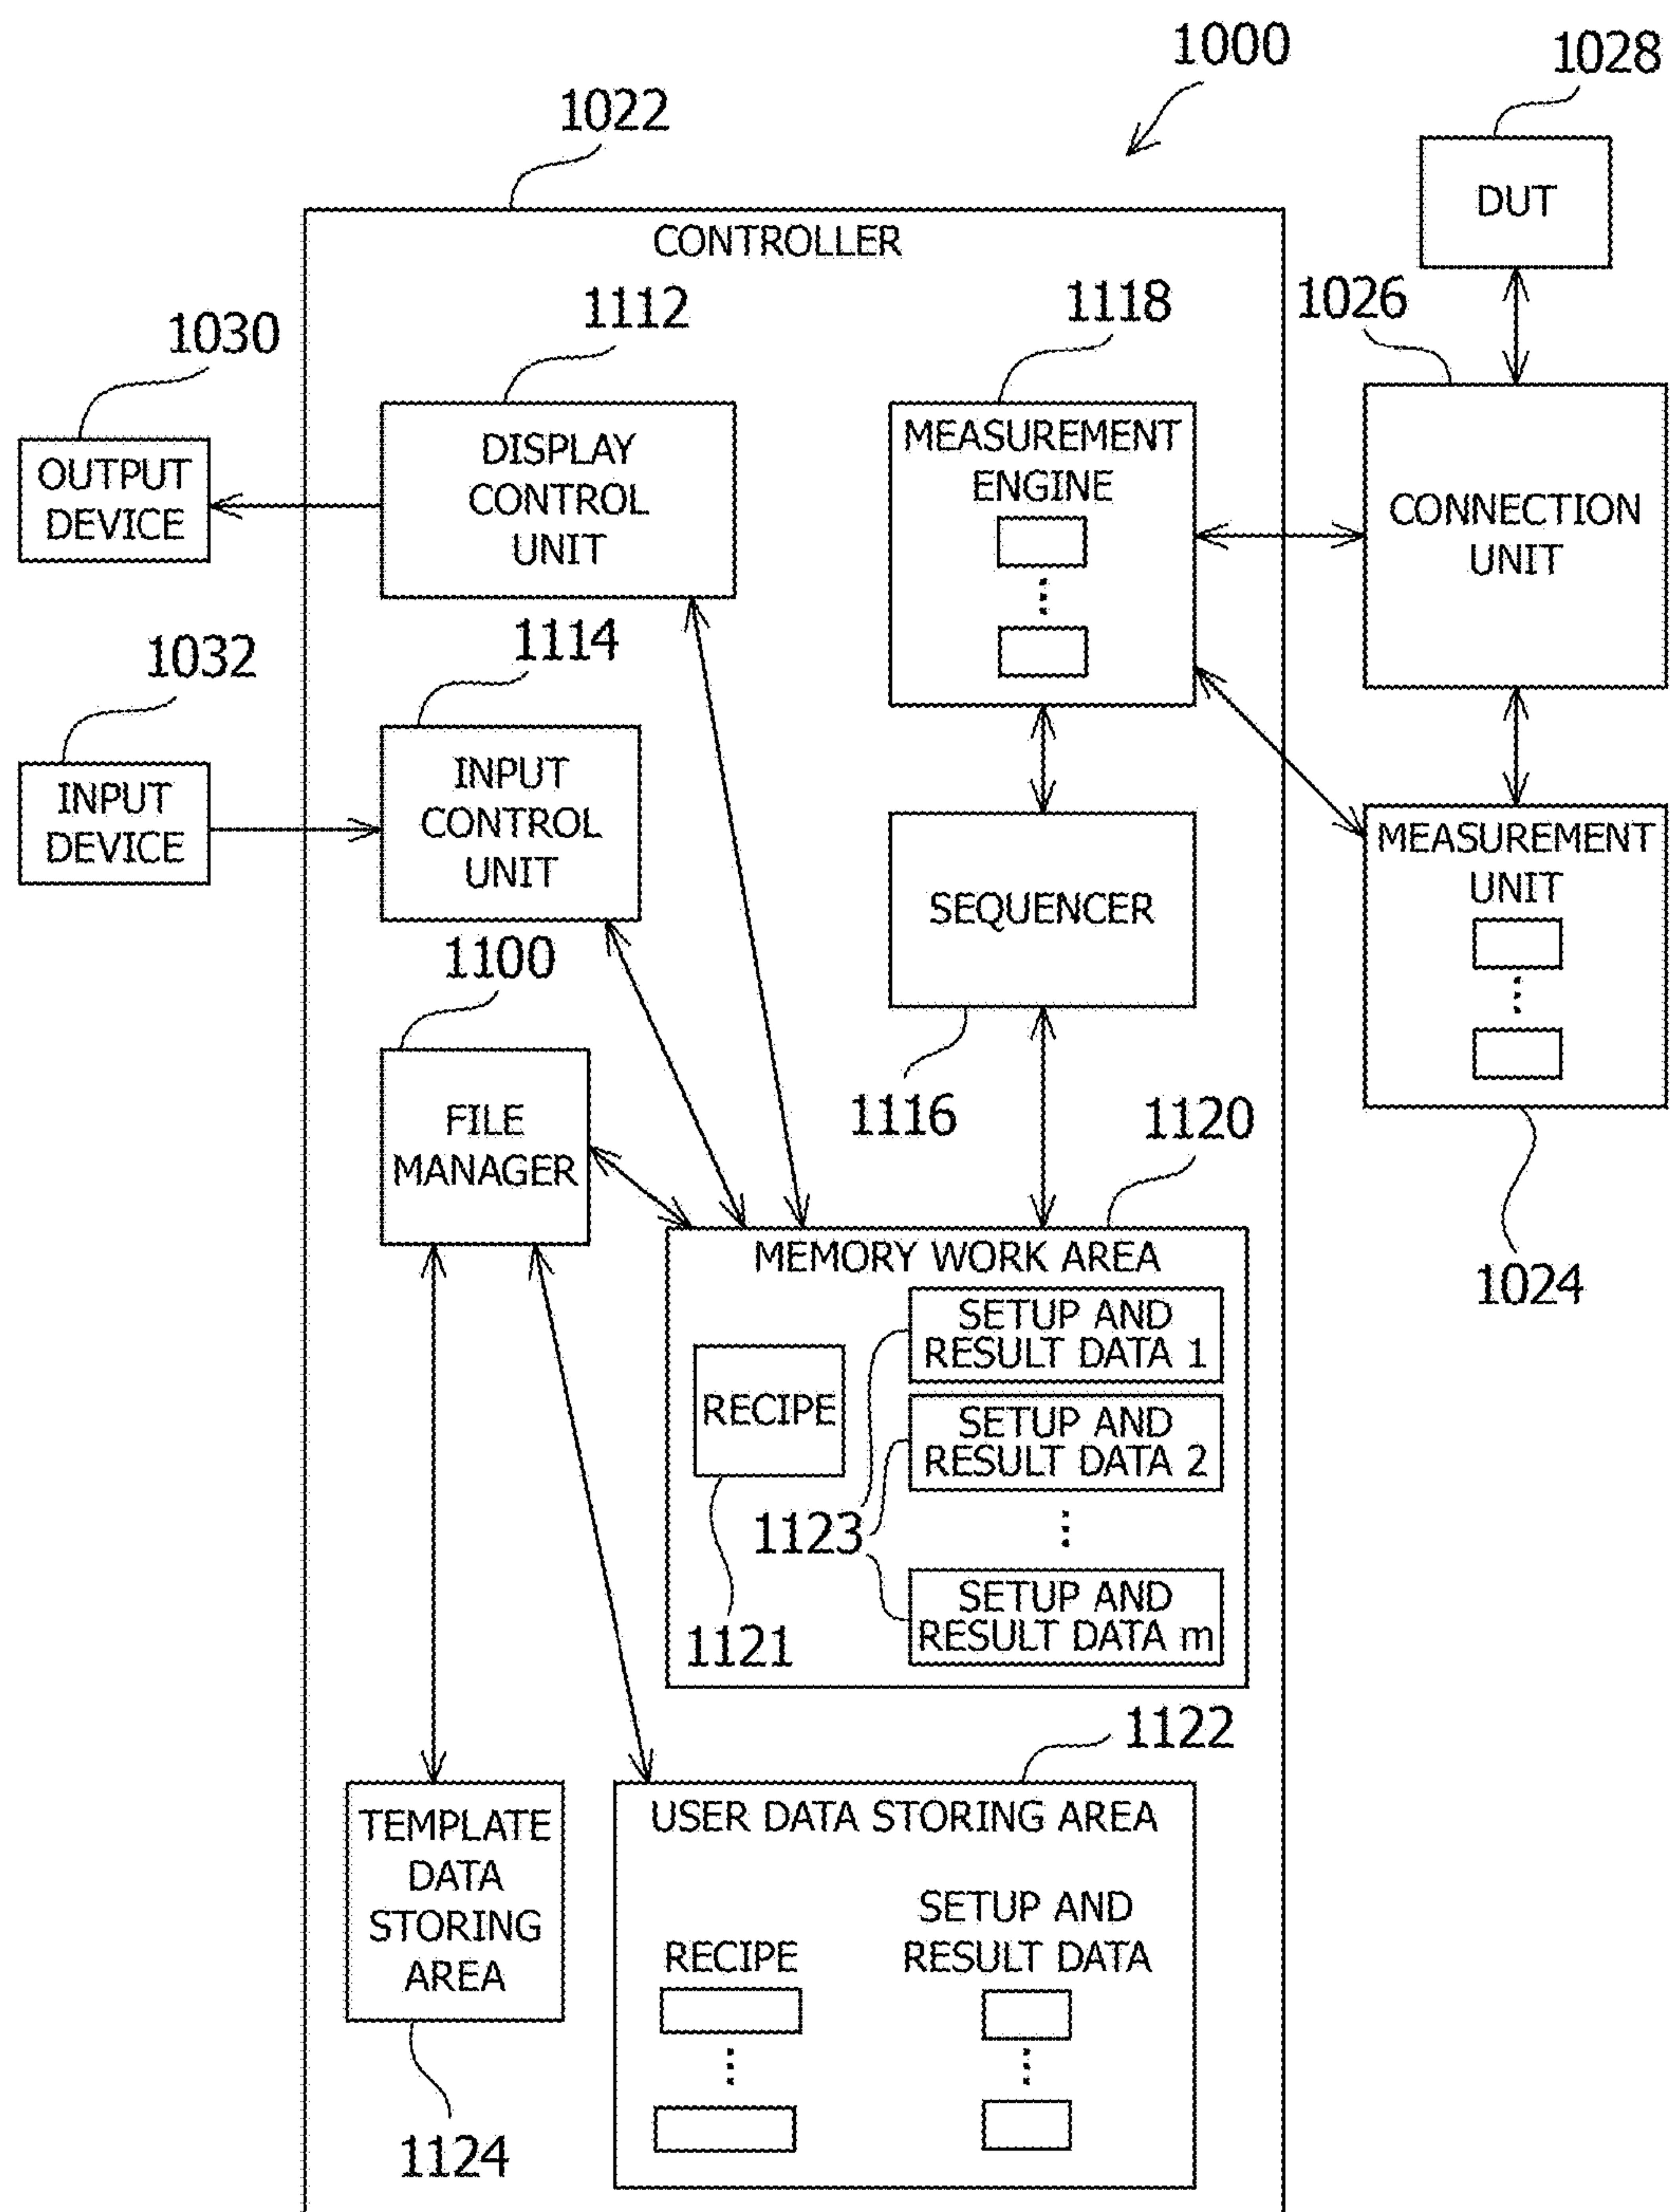 1000
1028
1022
DUT
CONTROLLER
1026
1030
1112
1118
OUTPUT
DEVICE
DISPLAY
CONTROL
UNIT
MEASUREMENT
ENGINE
CONNECTION
UNIT
1032
1114
INPUT
DEVICE
INPUT
CONTROL
UNIT
SEQUENCER
MEASUREMENT
UNIT
1100
1116
1120
FILE
MANAGER
1024
MEMORY WORK AREA
RECIPE
SETUP AND
RESULT DATA 1
SETUP AND
RESULT DATA 2
1123
SETUP AND
RESULT DATA m
1121
1122
TEMPLATE
DATA
STORING
AREA
USER DATA STORING AREA
RECIPE
SETUP AND
RESULT DATA
1124